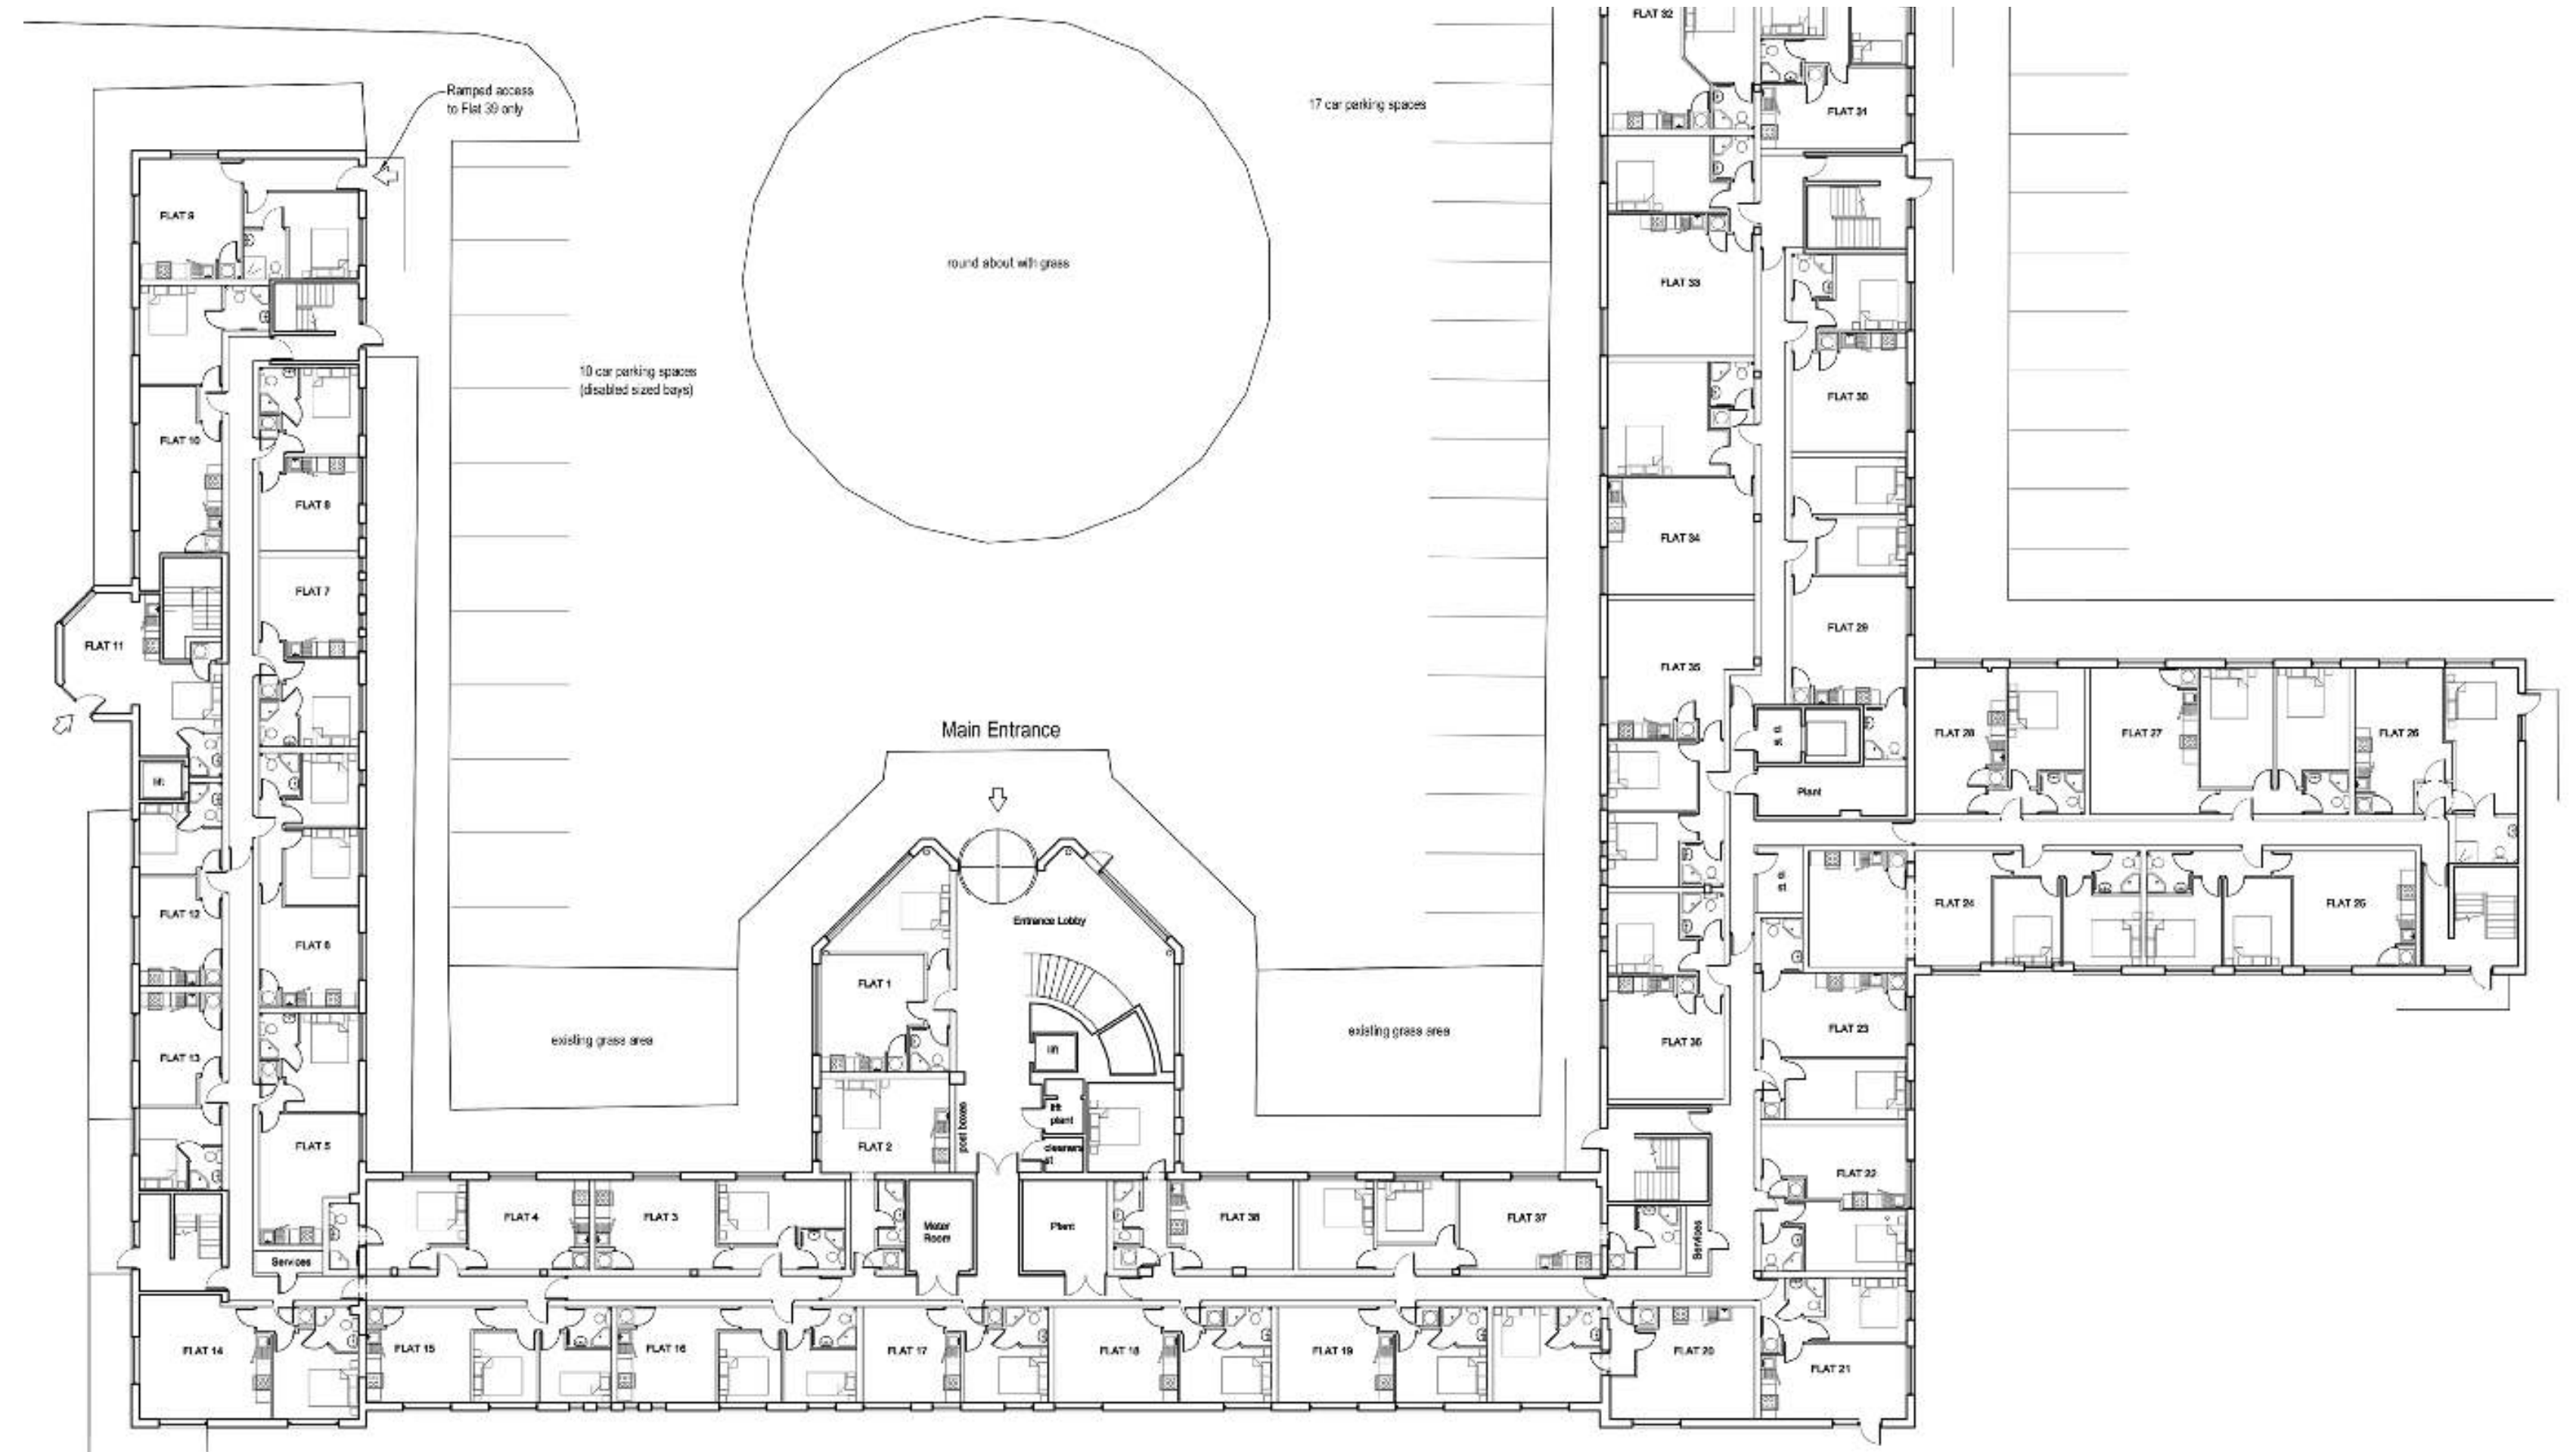 FLAT 32
Ramped access
to Flat 39 only
17 car parking spaces
FLAT 31
FLAT 9
round about with grass
FLAT 33
10 car parking spaces
(disabled sized bays)
FLAT 30
FLAT 10
FLAT 8
FLAT 34
FLAT 7
FLAT 29
FLAT 11
FLAT 35
Main Entrance
FLAT 28
FLAT 27
FLAT 26
st.
lift
Plant
st.
FLAT 12
Entrance Lobby
FLAT 24
FLAT 25
FLAT 6
FLAT 1
existing grass area
existing grass area
FLAT 23
FLAT 36
lift
FLAT 13
FLAT 5
post boxes
lift
plant
cleaners
st
FLAT 2
FLAT 22
FLAT 4
FLAT 3
Meter
Room
Plant
FLAT 38
FLAT 37
Services
Services
FLAT 14
FLAT 15
FLAT 16
FLAT 17
FLAT 18
FLAT 19
FLAT 20
FLAT 21